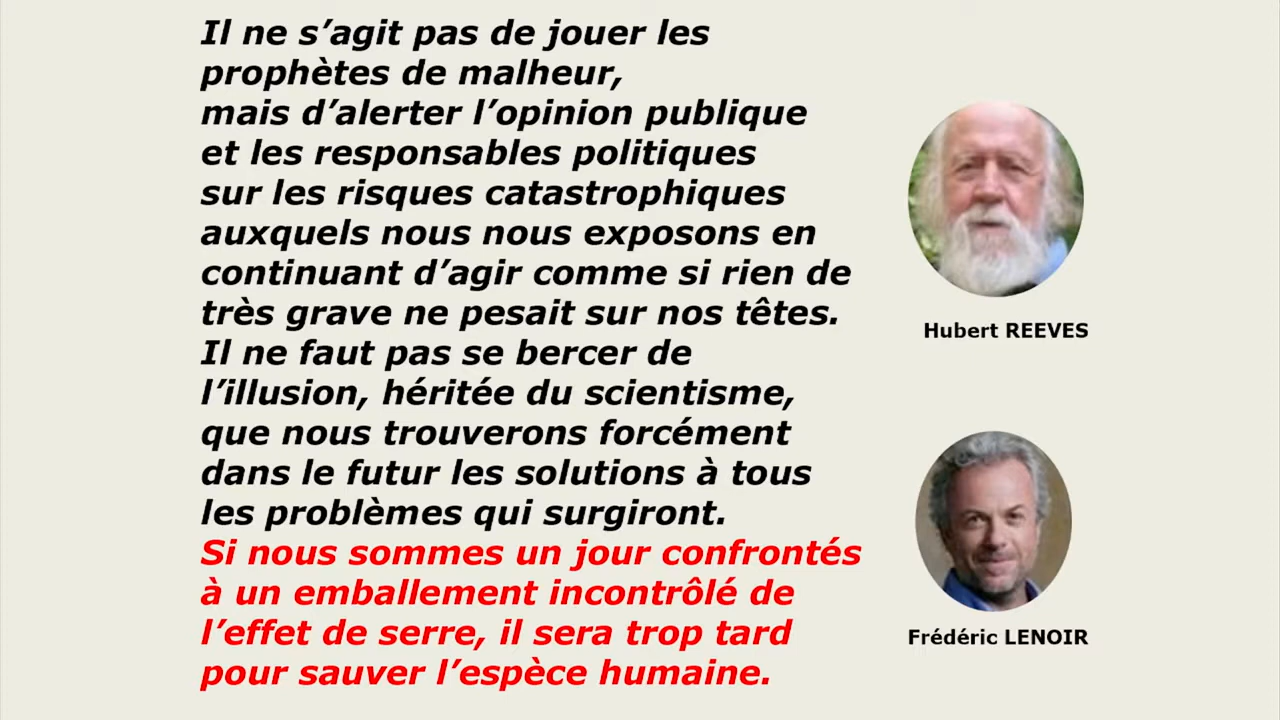 Il ne s’agit pas de jouer les
prophètes de malheur,
mais d’alerter l’opinion publique
et les responsables politiques
sur les risques catastrophiques
auxquels nous nous exposons en
continuant d’agir comme si rien de
très grave ne pesait sur nos têtes.
Il ne faut pas se bercer de
l’illusion, héritée du scientisme,
que nous trouverons forcément
dans le futur les solutions à tous
les problèmes qui surgiront.
Si nous sommes un jour confrontés
à un emballement incontrôlé de
l’effet de serre, il sera trop tard
pour sauver l’espèce humaine.
Hubert REEVES
Frédéric LENOIR